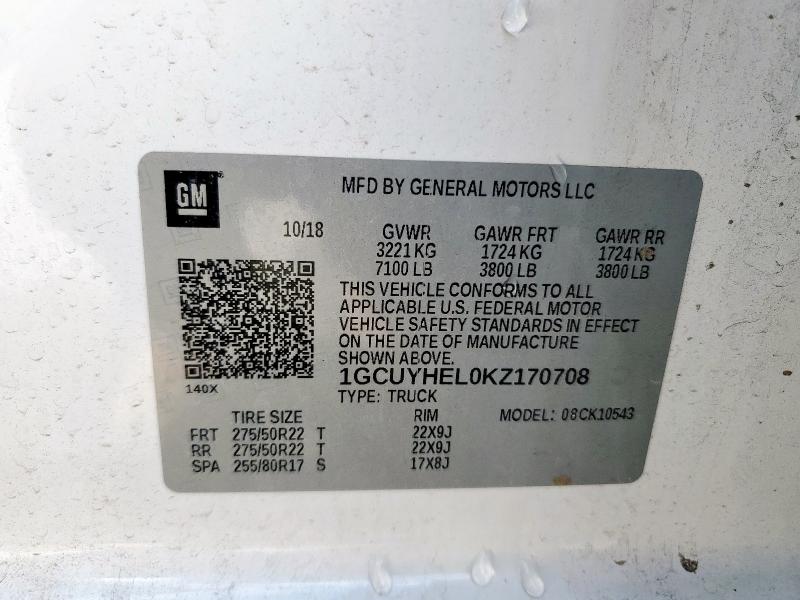 GM
MFD BY GENERAL MOTORS LLC
10/18 GVWR GAWR FRT GAWR RR
3221 KG 1724 KG 1724 KG
7100 LB 3800 LB 3800 LB
THIS VEHICLE CONFORMS TO ALL
APPLICABLE U.S. FEDERAL MOTOR
VEHICLE SAFETY STANDARDS IN EFFECT
ON THE DATE OF MANUFACTURE
SHOWN ABOVE.
1GCUYHEL0KZ170708
140X
TYPE: TRUCK
TIRE SIZE RIM MODEL: 08CK10543
FRT 275/50R22 T 22X9J
RR 275/50R22 T 22X9J
SPA 255/80R17 S 17X8J